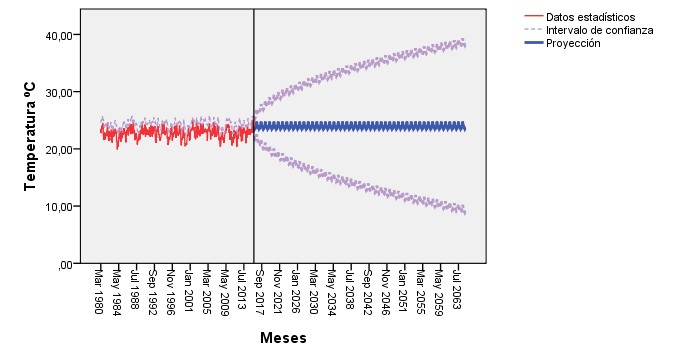 Datos estadísticos
Intervalo de confianza
Proyección
Temperatura ºC
40,00
30,00
20,00
10,00
,00
Mar 1980
May 1984
Jul 1988
Sep 1992
Nov 1996
Jan 2001
Mar 2005
May 2009
Jul 2013
Sep 2017
Nov 2021
Jan 2026
Mar 2030
May 2034
Jul 2038
Sep 2042
Nov 2046
Jan 2051
Mar 2055
May 2059
Jul 2063
Meses